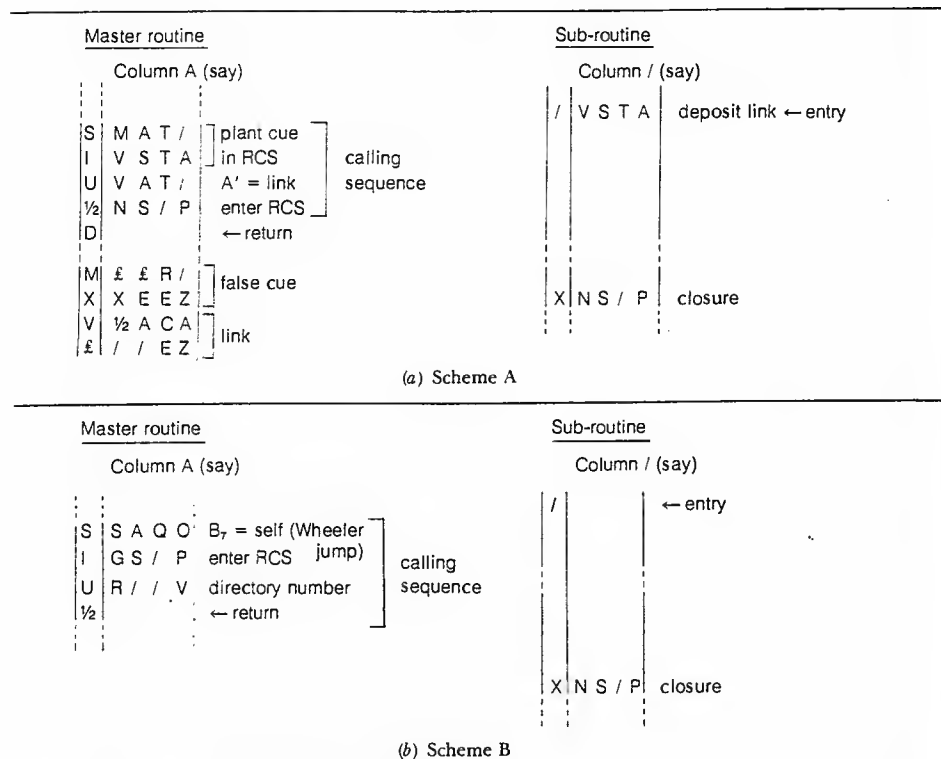 Master routine
Column A (say)
S M A T / plant cue
I V S T A in RCS
U V A T / A' = link
½ N S / P enter RCS
D ← return
calling
sequence
M £ £ R / false cue
X X E E Z
V ½ A C A link
£ / / E Z
Sub-routine
Column / (say)
/ V S T A deposit link ← entry
X N S / P closure
(a) Scheme A
Master routine
Column A (say)
S S A Q O B₇ = self (Wheeler
jump)
I G S / P enter RCS
U R / / V directory number
½ ← return
calling
sequence
Sub-routine
Column / (say)
/ ← entry
X N S / P closure
(b) Scheme B